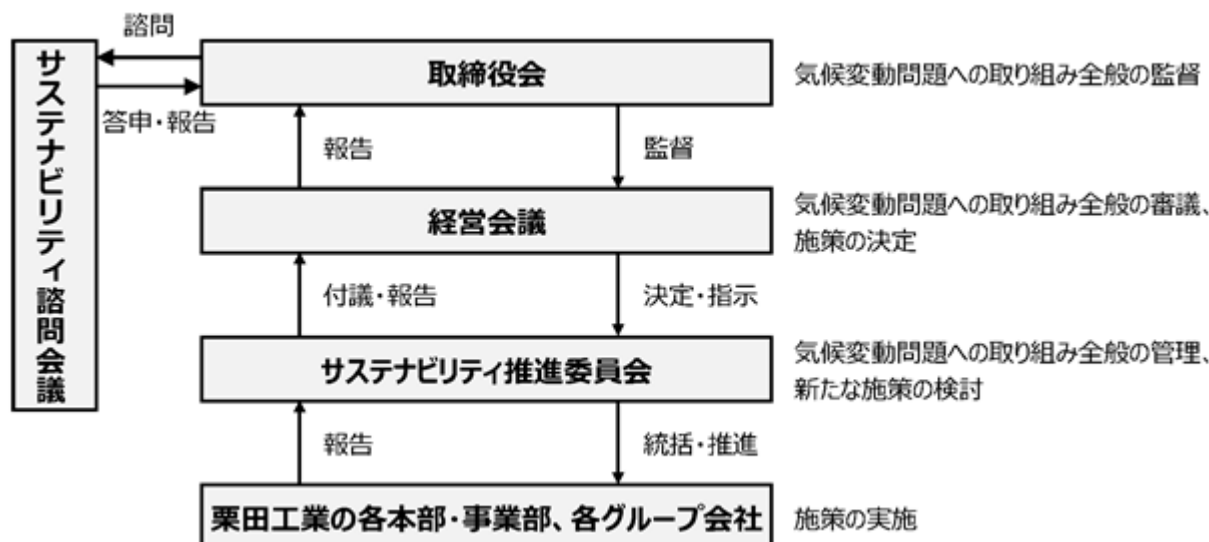 諮問
サステナビリティ諮問会議
答申・報告
取締役会
気候変動問題への取り組み全般の監督
報告
監督
経営会議
気候変動問題への取り組み全般の審議、
施策の決定
付議・報告
決定・指示
サステナビリティ推進委員会
気候変動問題への取り組み全般の管理、
新たな施策の検討
報告
統括・推進
栗田工業の各本部・事業部、各グループ会社
施策の実施